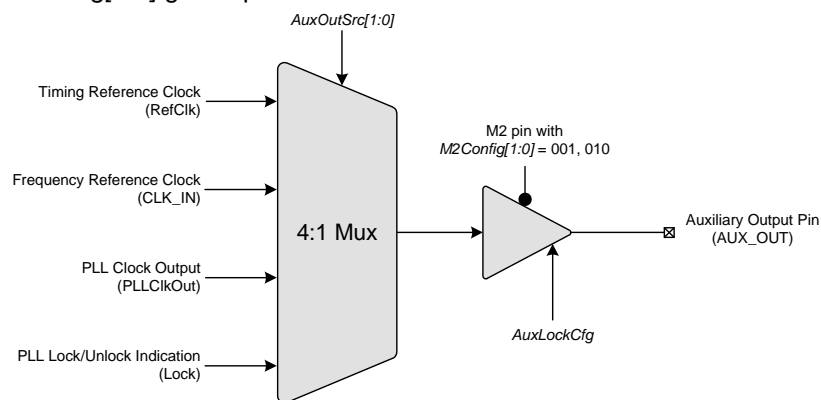 AuxOutSrc[1:0]
Timing Reference Clock
(RefClk)
Frequency Reference Clock
(CLK_IN)
PLL Clock Output
(PLLClkOut)
PLL Lock/Unlock Indication
(Lock)
4:1 Mux
M2 pin with
M2Config[1:0] = 001, 010
Auxiliary Output Pin
(AUX_OUT)
AuxLockCfg